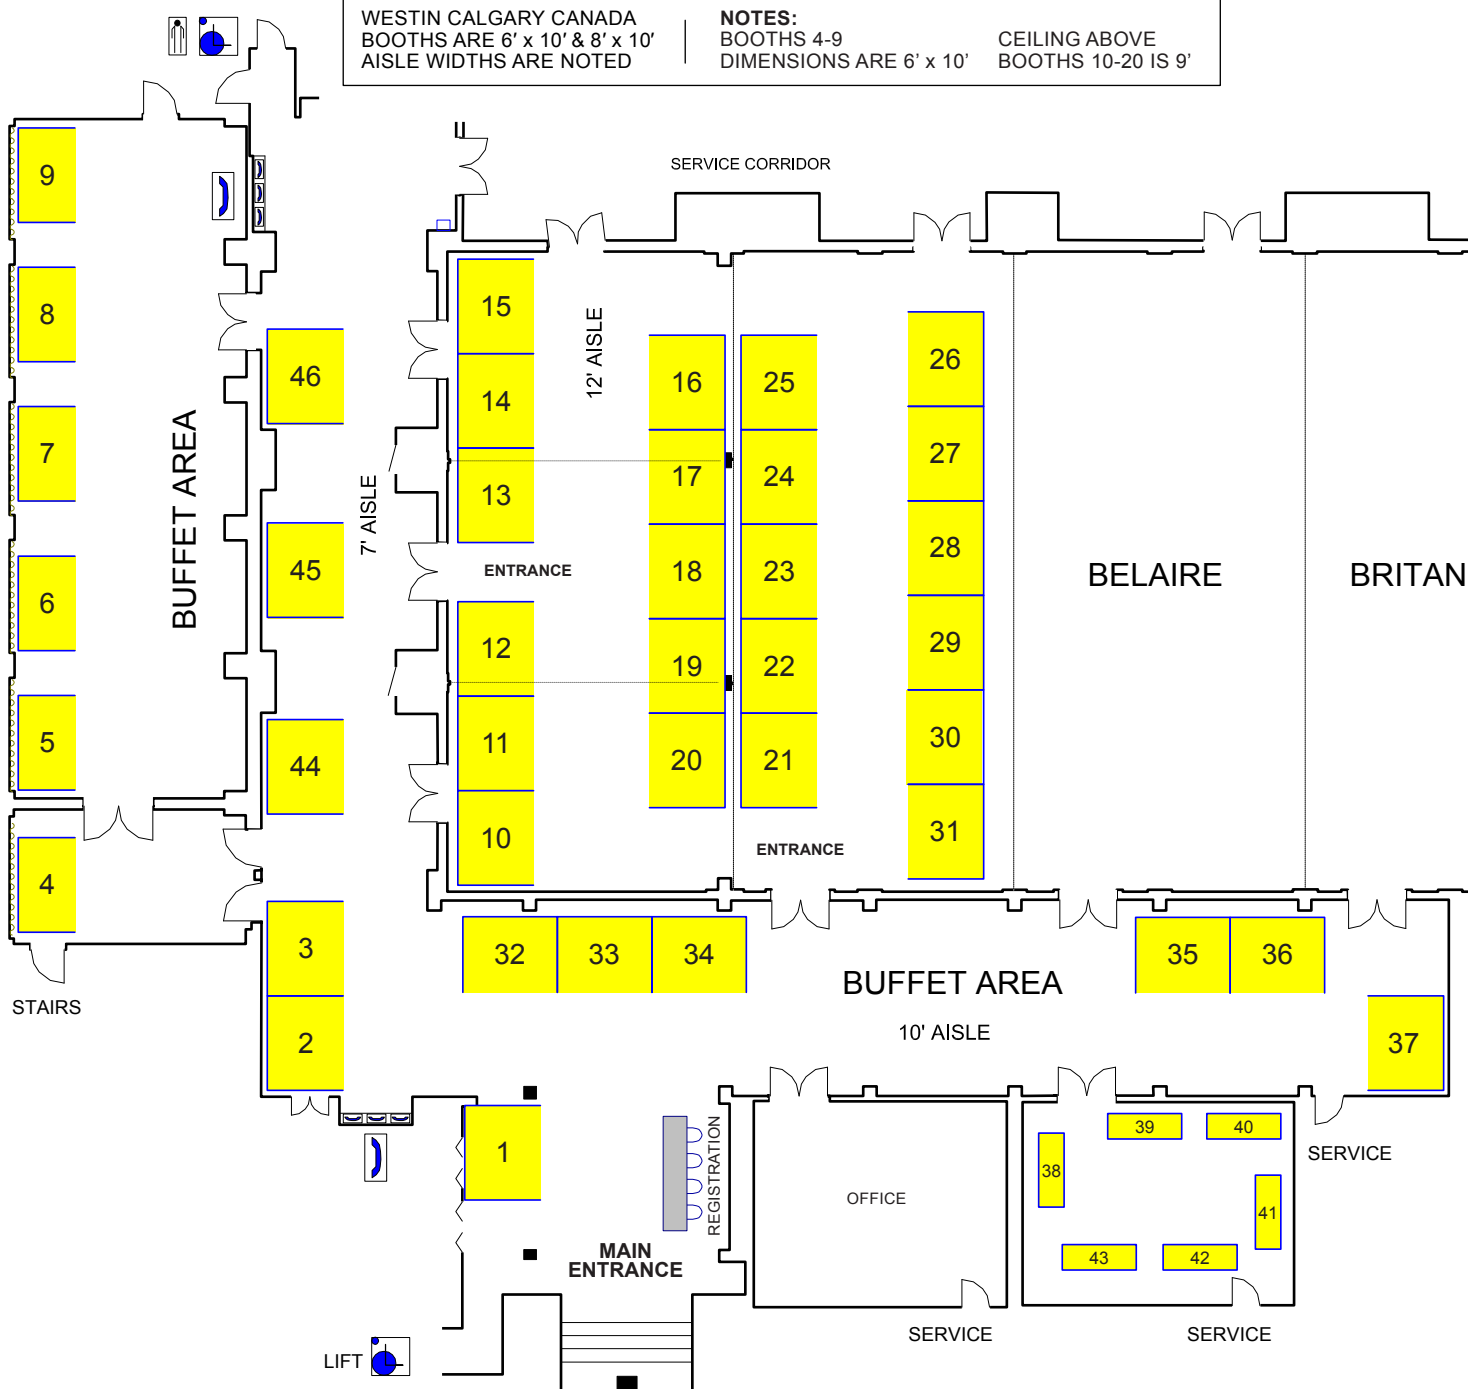 WESTIN CALGARY CANADA
BOOTHS ARE 6' x 10' & 8' x 10'
AISLE WIDTHS ARE NOTED
NOTES:
BOOTHS 4-9
DIMENSIONS ARE 6' x 10'
CEILING ABOVE
BOOTHS 10-20 IS 9'
SERVICE CORRIDOR
9
8
7
6
5
4
BUFFET AREA
STAIRS
46
45
44
3
2
7' AISLE
15
14
13
ENTRANCE
12
11
10
12' AISLE
16
17
18
19
20
25
24
23
22
21
ENTRANCE
26
27
28
29
30
31
BELAIRE
BRITAN
32
33
34
BUFFET AREA
10' AISLE
35
36
37
1
REGISTRATION
MAIN
ENTRANCE
OFFICE
SERVICE
38
39
40
41
42
43
SERVICE
SERVICE
LIFT